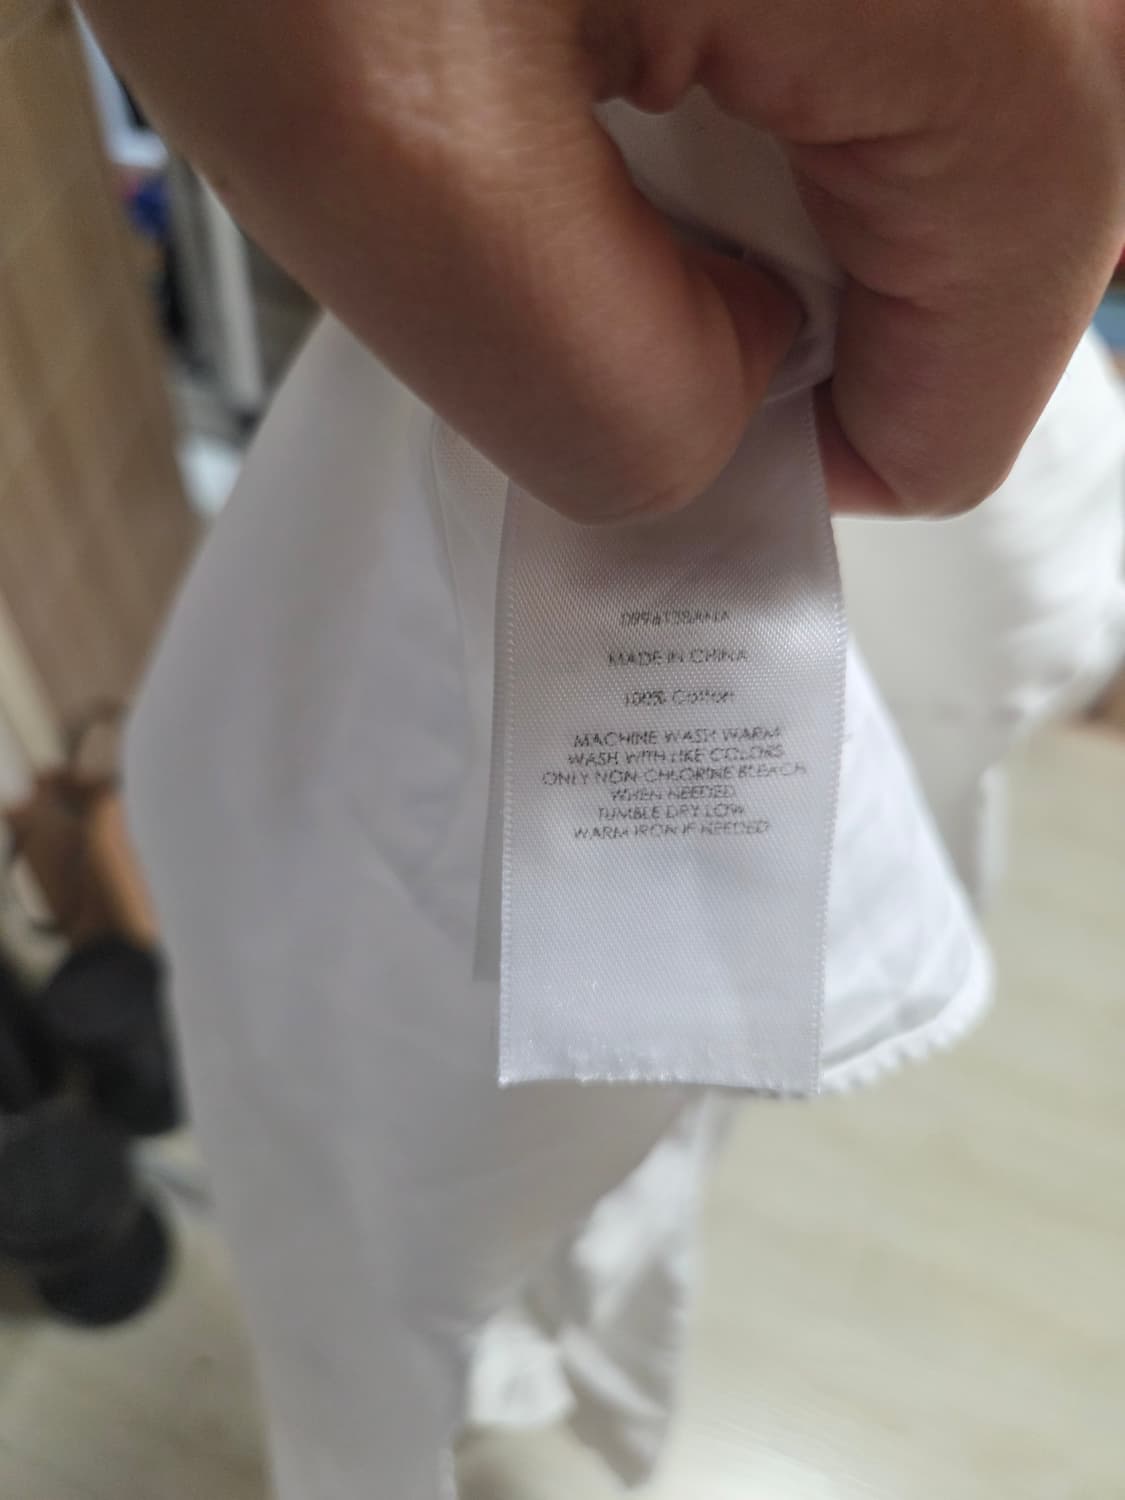 MADE IN CHINA
100% Cotton
MACHINE WASH WARM
WASH WITH LIKE COLORS
ONLY NON-CHLORINE BLEACH
WHEN NEEDED
TUMBLE DRY LOW
WARM IRON IF NEEDED